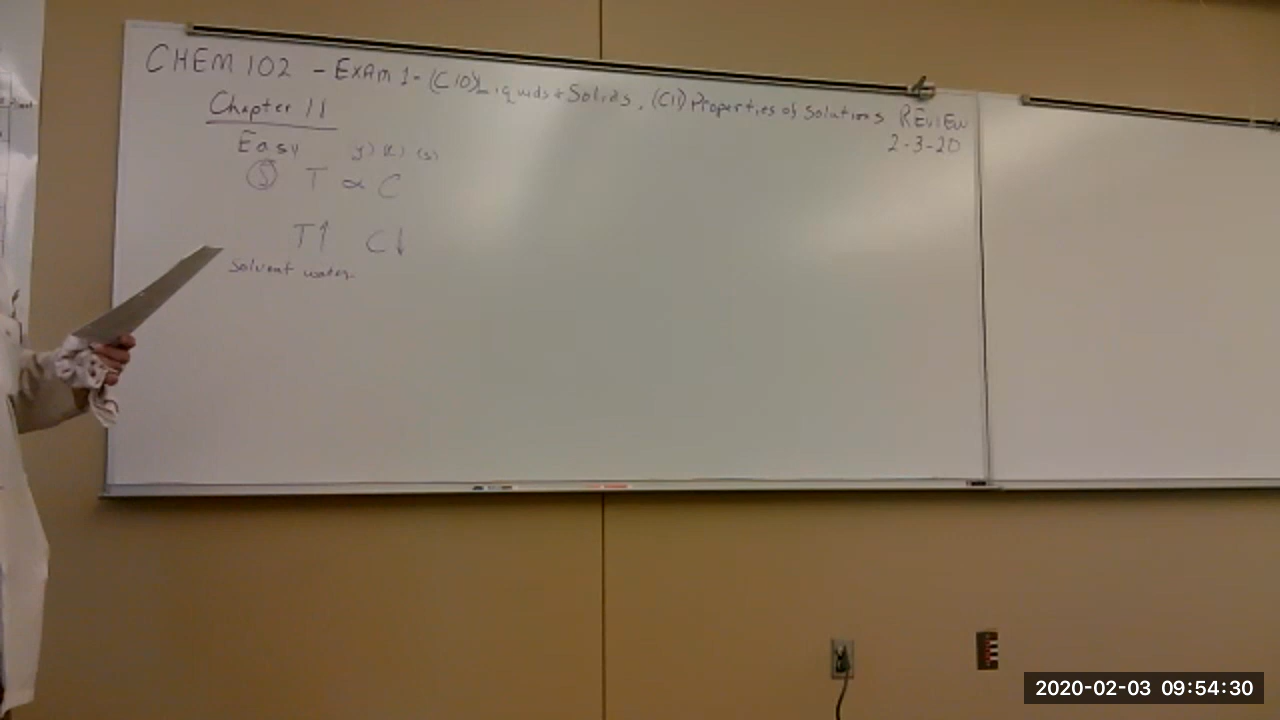 CHEM 102 - EXAM 1 - (C10) Liquids + Solids, (C11) Properties of Solutions REVIEW
2-3-20
Chapter 11
Easy
(l) (s)
T ∝ C
T↑ C↓
Solvent water
2020-02-03 09:54:30